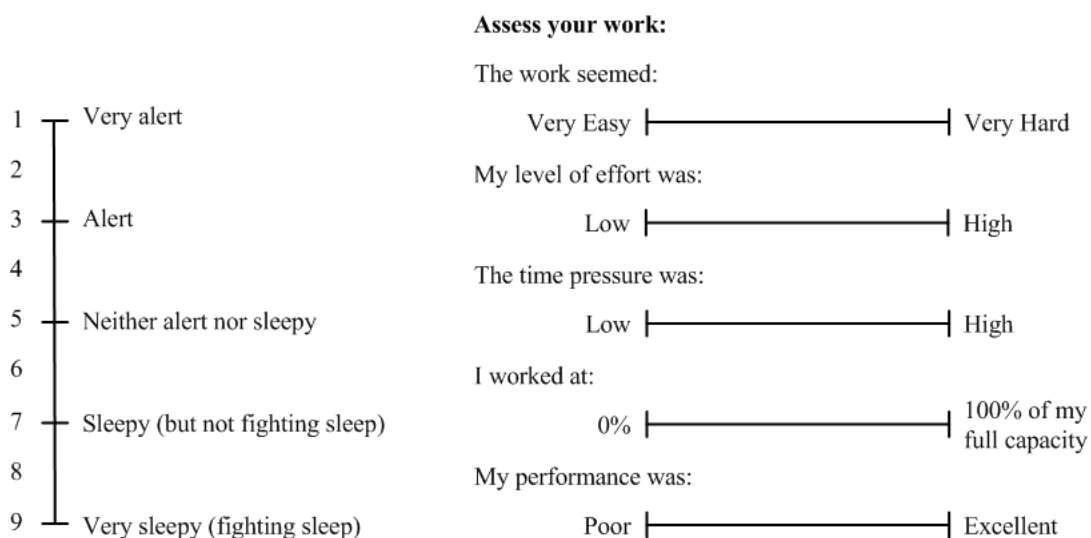 1 Very alert
2
3 Alert
4
5 Neither alert nor sleepy
6
7 Sleepy (but not fighting sleep)
8
9 Very sleepy (fighting sleep)
Assess your work:
The work seemed:
Very Easy Very Hard
My level of effort was:
Low High
The time pressure was:
Low High
I worked at:
0% 100% of my
full capacity
My performance was:
Poor Excellent